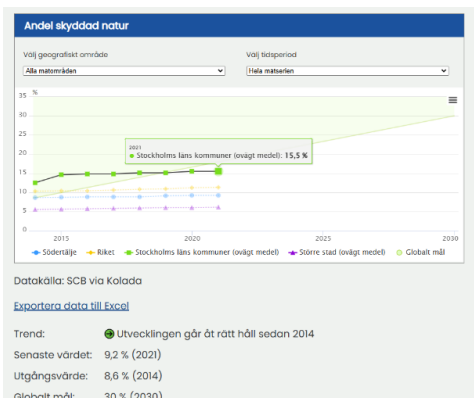 Andel skyddad natur
Välj geografiskt område Välj tidsperiod
Alla mätområden Hela mätserien
%
35
30
25
20
15
10
5
0
2021
Stockholms läns kommuner (ovägt medel): 15,5 %
2015 2020 2025 2030
Södertälje Riket Stockholms läns kommuner (ovägt medel) Större stad (ovägt medel) Globalt mål
Datakälla: SCB via Kolada
Exportera data till Excel
Trend: Utvecklingen går åt rätt håll sedan 2014
Senaste värdet: 9,2 % (2021)
Utgångsvärde: 8,6 % (2014)
Globalt mål: 30 % (2030)